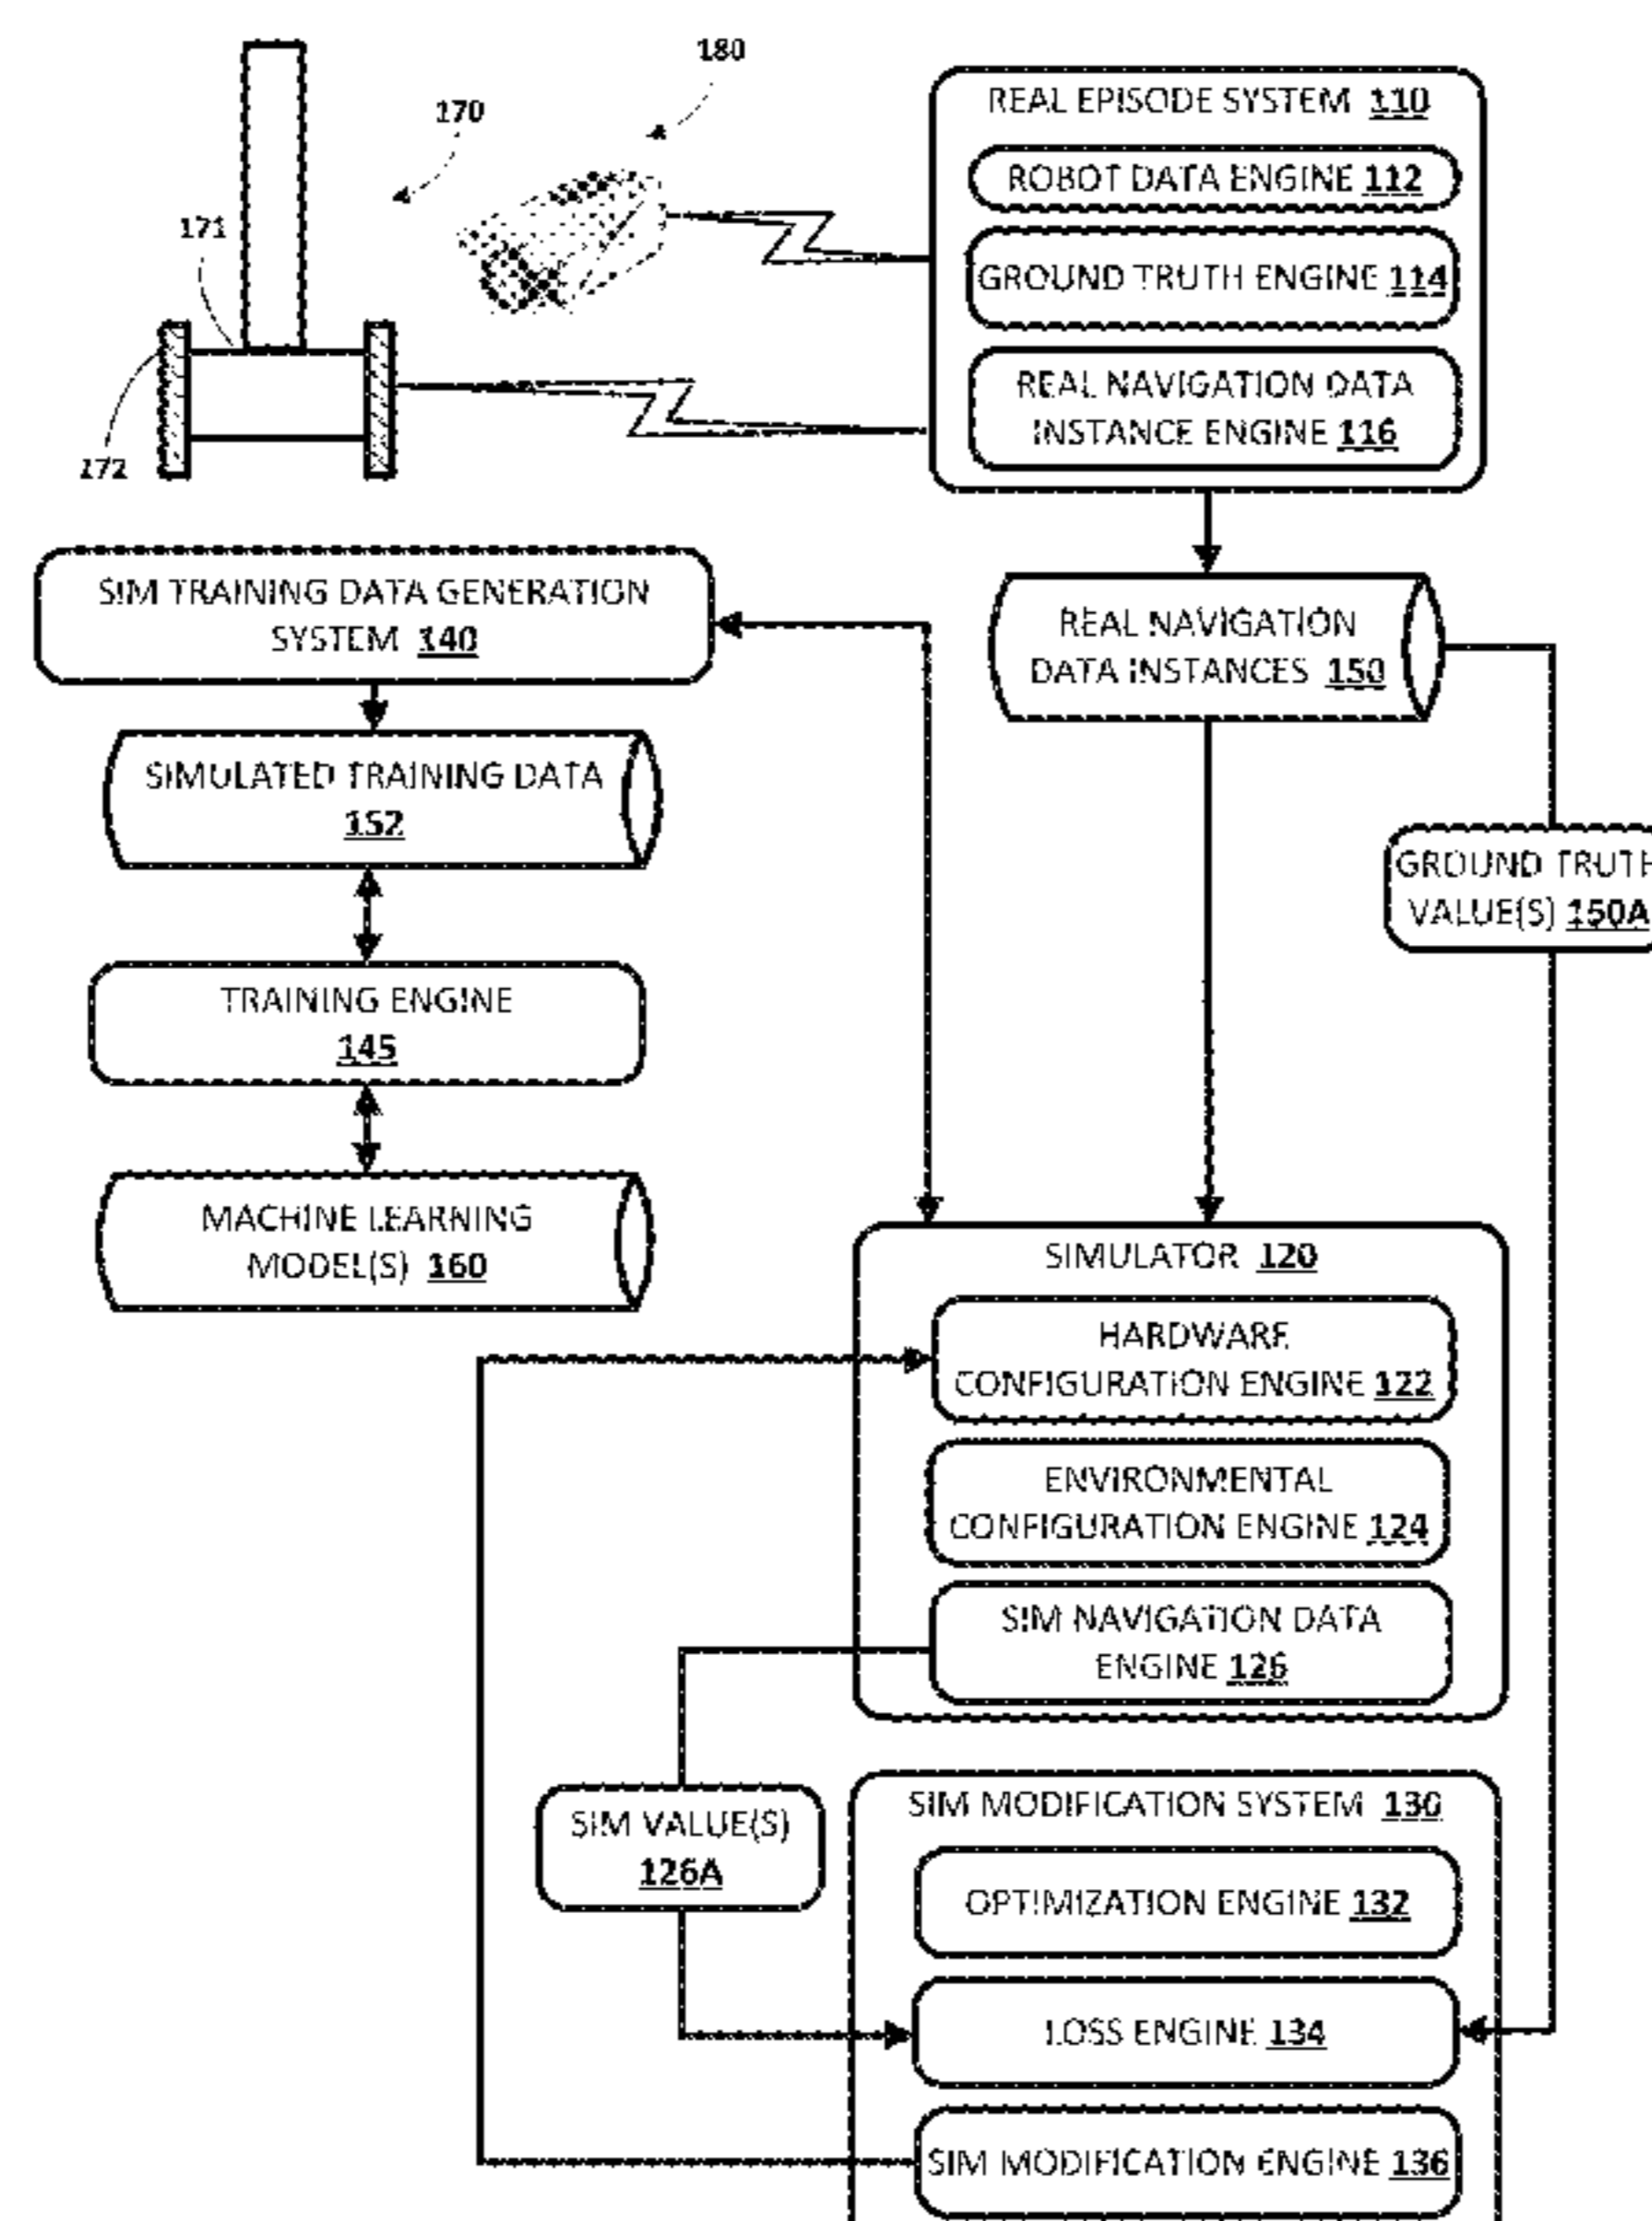 180
170
171
172
REAL EPISODE SYSTEM 110
ROBOT DATA ENGINE 112
GROUND TRUTH ENGINE 114
REAL NAVIGATION DATA
INSTANCE ENGINE 116
SIM TRAINING DATA GENERATION
SYSTEM 140
REAL NAVIGATION
DATA INSTANCES 150
SIMULATED TRAINING DATA
152
GROUND TRUTH
VALUE(S) 150A
TRAINING ENGINE
145
MACHINE LEARNING
MODEL(S) 160
SIMULATOR 120
HARDWARE
CONFIGURATION ENGINE 122
ENVIRONMENTAL
CONFIGURATION ENGINE 124
SIM NAVIGATION DATA
ENGINE 126
SIM VALUE(S)
126A
SIM MODIFICATION SYSTEM 130
OPTIMIZATION ENGINE 132
LOSS ENGINE 134
SIM MODIFICATION ENGINE 136